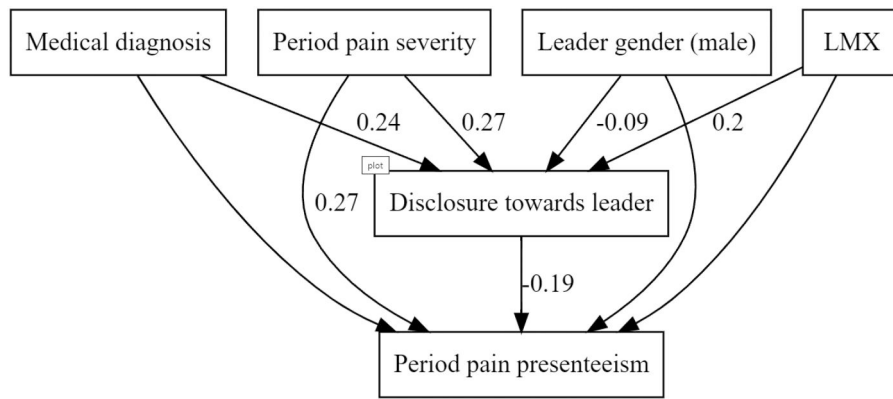 Medical diagnosis
Period pain severity
Leader gender (male)
LMX
0.24
0.27
-0.09
0.2
plot
Disclosure towards leader
0.27
-0.19
Period pain presenteeism